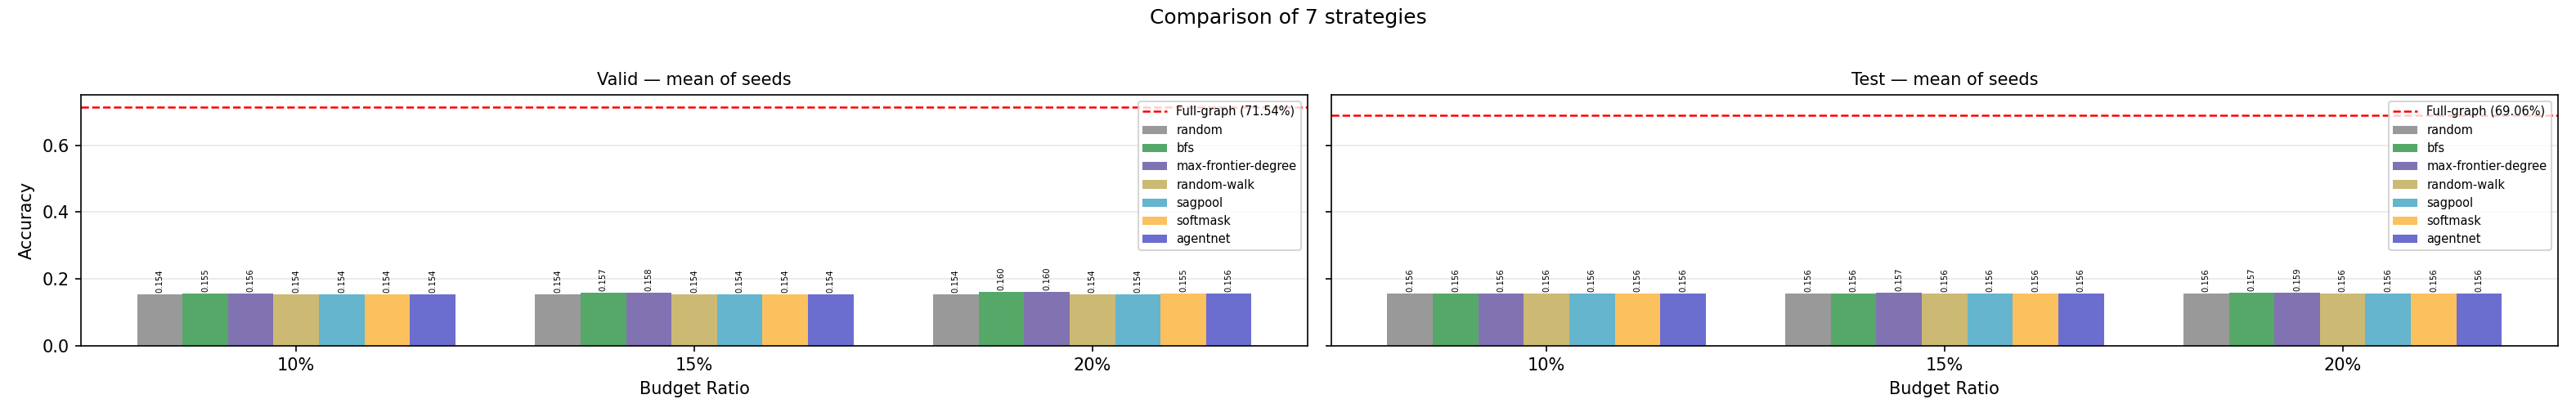 Comparison of 7 strategies
Valid — mean of seeds
Accuracy
0.6
0.4
0.2
0.0
Full-graph (71.54%)
random
bfs
max-frontier-degree
random-walk
sagpool
softmask
agentnet
0.154 0.155 0.156 0.154 0.154 0.154 0.154
0.154 0.157 0.158 0.154 0.154 0.154 0.154
0.154 0.160 0.160 0.154 0.154 0.155 0.156
10% 15% 20%
Budget Ratio
Test — mean of seeds
Full-graph (69.06%)
random
bfs
max-frontier-degree
random-walk
sagpool
softmask
agentnet
0.156 0.156 0.156 0.156 0.156 0.156 0.156
0.156 0.156 0.157 0.156 0.156 0.156 0.156
0.156 0.157 0.159 0.156 0.156 0.156 0.156
10% 15% 20%
Budget Ratio